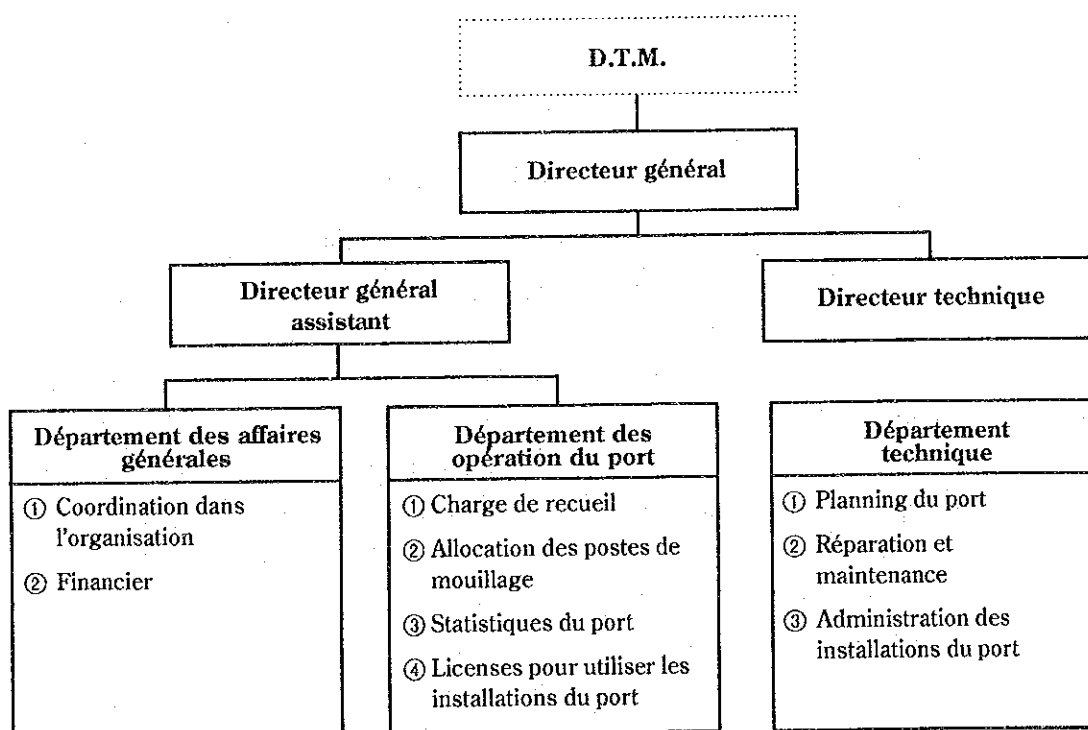 D.T.M.
Directeur général
Directeur général
assistant
Directeur technique
Département des affaires
générales
① Coordination dans
l'organisation
② Financier
Département des
opération du port
① Charge de recueil
② Allocation des postes de
mouillage
③ Statistiques du port
④ Licenses pour utiliser les
installations du port
Département
technique
① Planning du port
② Réparation et
maintenance
③ Administration des
installations du port